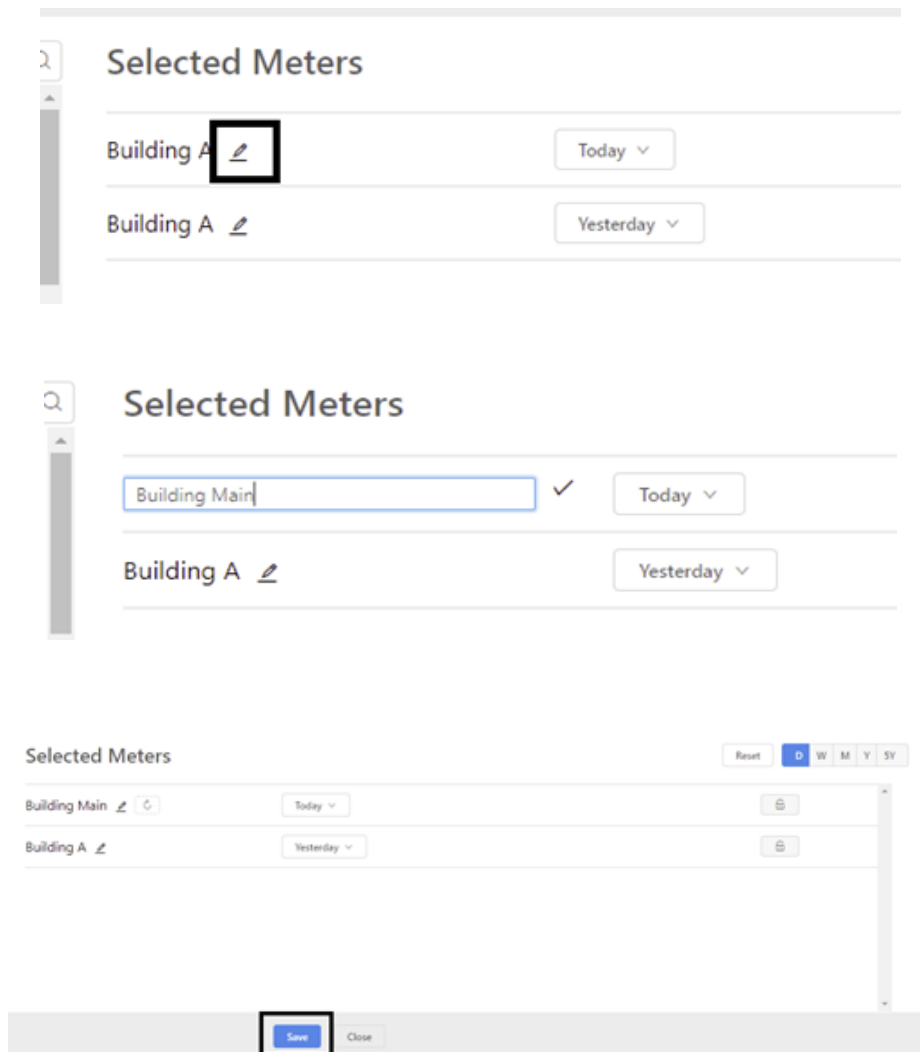 Selected Meters
Building A Today
Building A Yesterday
Selected Meters
Building Main Today
Building A Yesterday
Selected Meters Reset D W M Y 5Y
Building Main Today
Building A Yesterday
Save Close